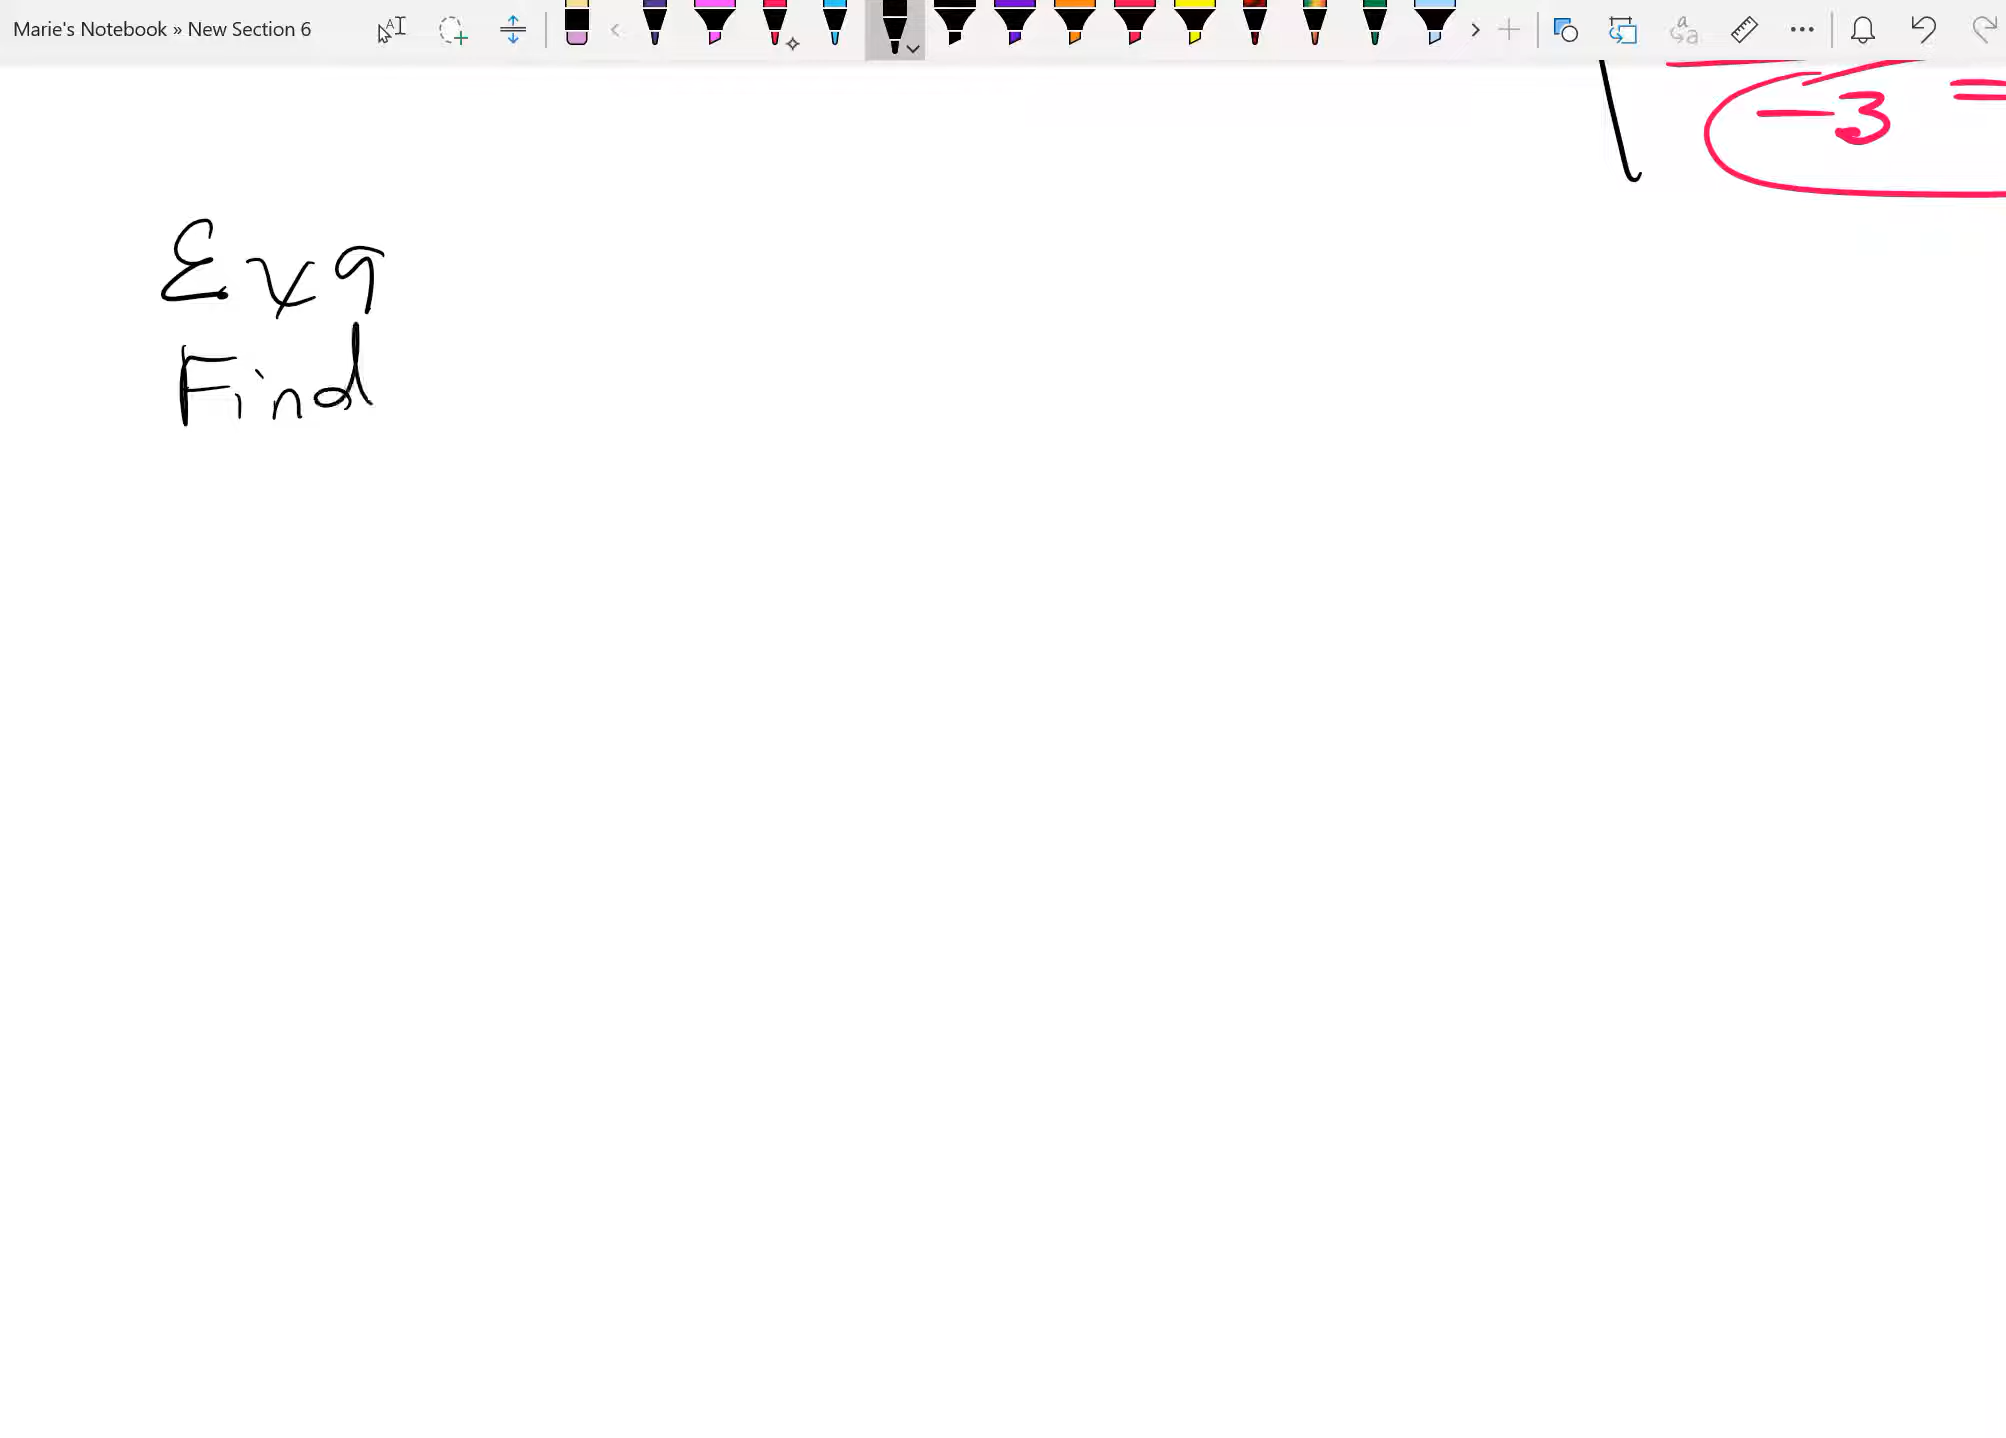 Marie's Notebook » New Section 6
-3 =
Ex 9
Find